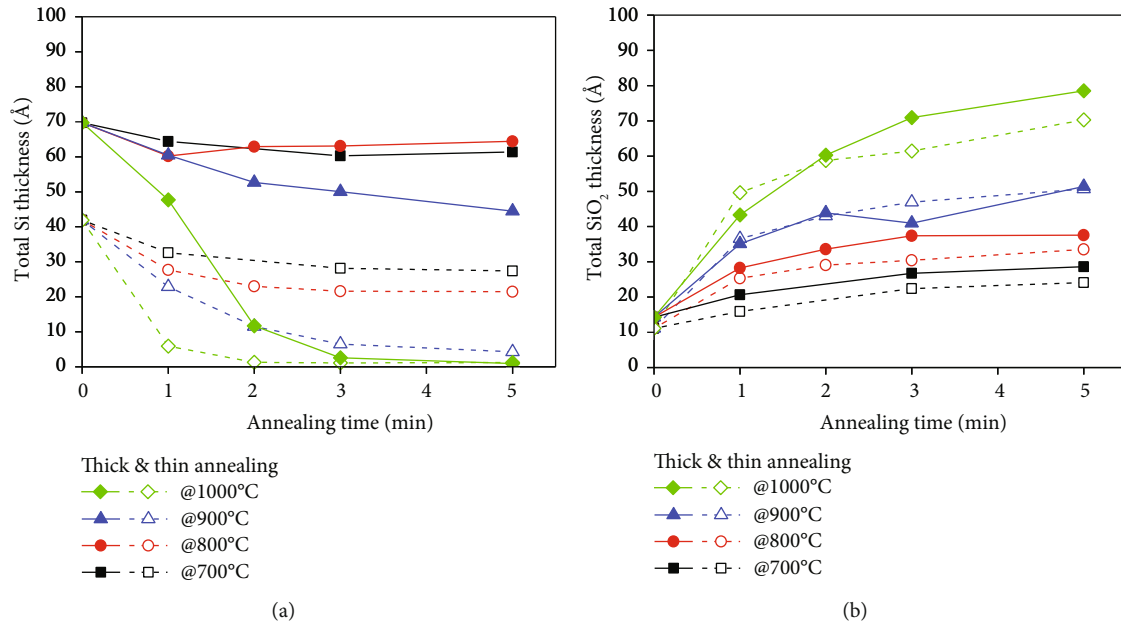 100
90
80
70
60
50
40
30
20
10
0
Total Si thickness (Å)
0 1 2 3 4 5
Annealing time (min)
Thick & thin annealing
@1000°C
@900°C
@800°C
@700°C
(a)
100
90
80
70
60
50
40
30
20
10
0
Total SiO₂ thickness (Å)
0 1 2 3 4 5
Annealing time (min)
Thick & thin annealing
@1000°C
@900°C
@800°C
@700°C
(b)